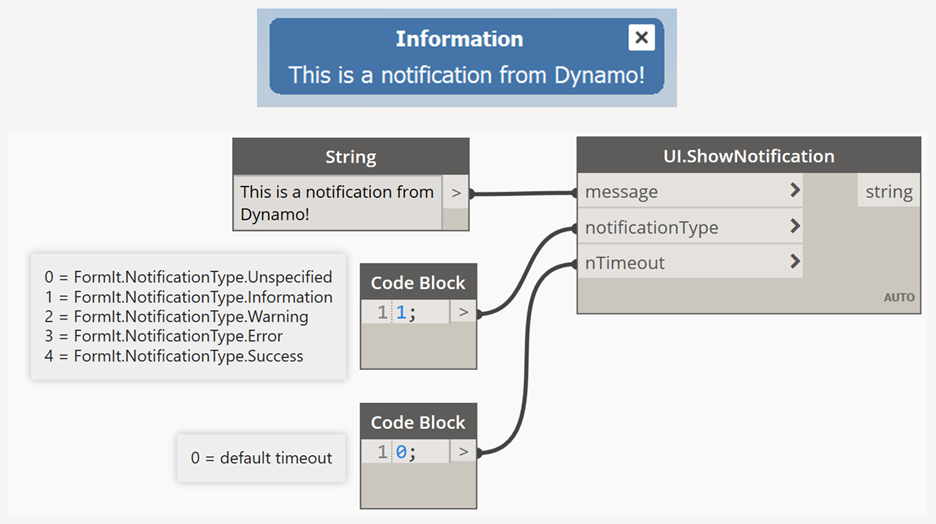 Information
This is a notification from Dynamo!
String
This is a notification from
Dynamo!
>
UI.ShowNotification
message
notificationType
nTimeout
string
AUTO
0 = FormIt.NotificationType.Unspecified
1 = FormIt.NotificationType.Information
2 = FormIt.NotificationType.Warning
3 = FormIt.NotificationType.Error
4 = FormIt.NotificationType.Success
Code Block
1 1; >
0 = default timeout
Code Block
1 0; >